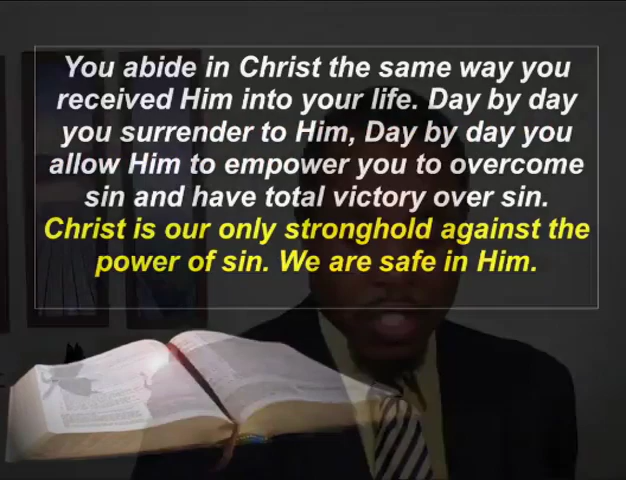 You abide in Christ the same way you
received Him into your life. Day by day
you surrender to Him, Day by day you
allow Him to empower you to overcome
sin and have total victory over sin.
Christ is our only stronghold against the
power of sin. We are safe in Him.